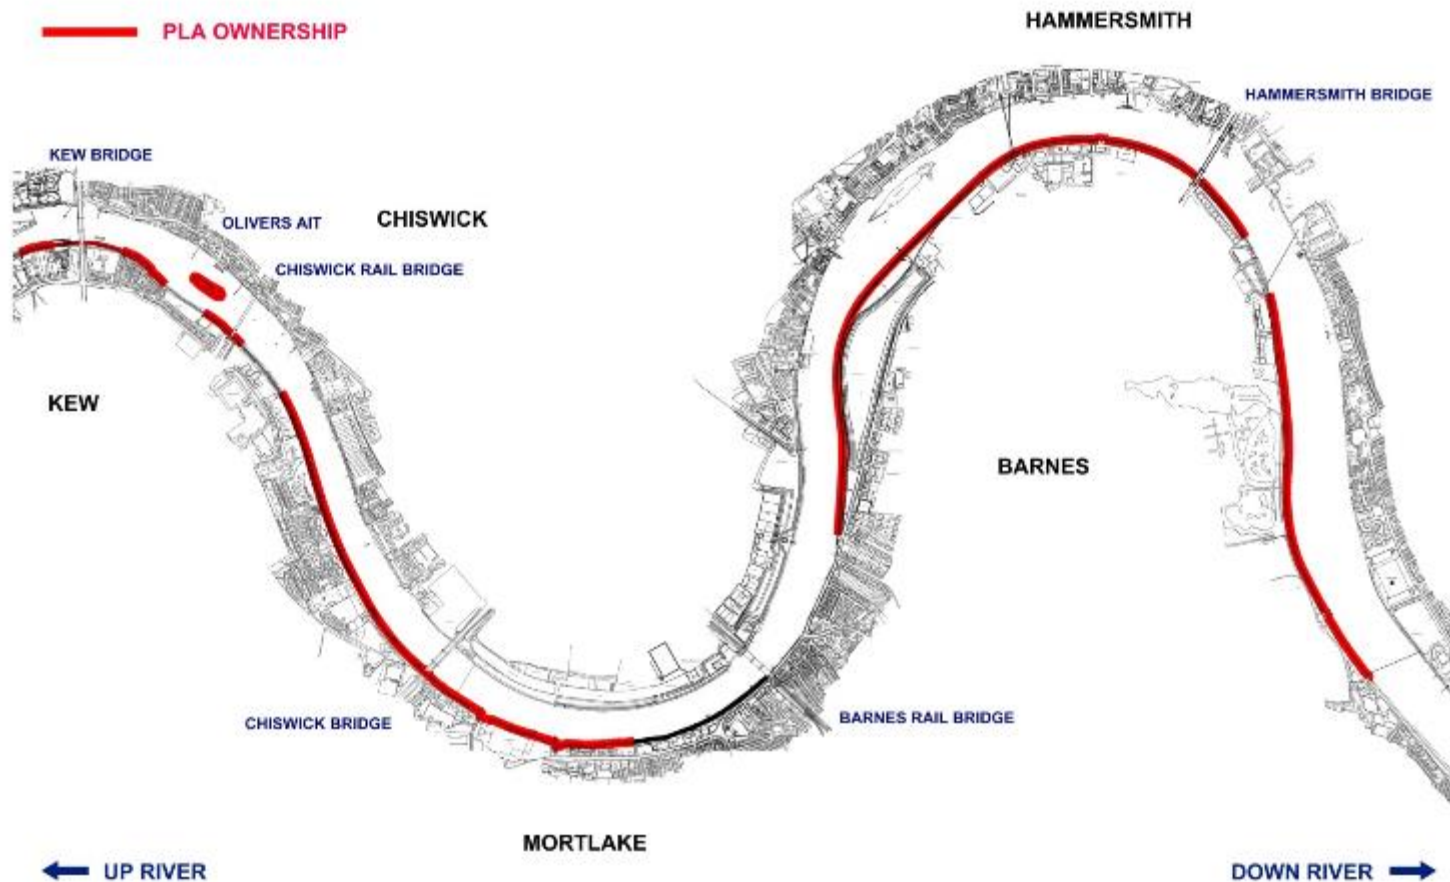 PLA OWNERSHIP
HAMMERSMITH
HAMMERSMITH BRIDGE
KEW BRIDGE
OLIVERS AIT
CHISWICK
CHISWICK RAIL BRIDGE
KEW
BARNES
CHISWICK BRIDGE
BARNES RAIL BRIDGE
MORTLAKE
UP RIVER
DOWN RIVER